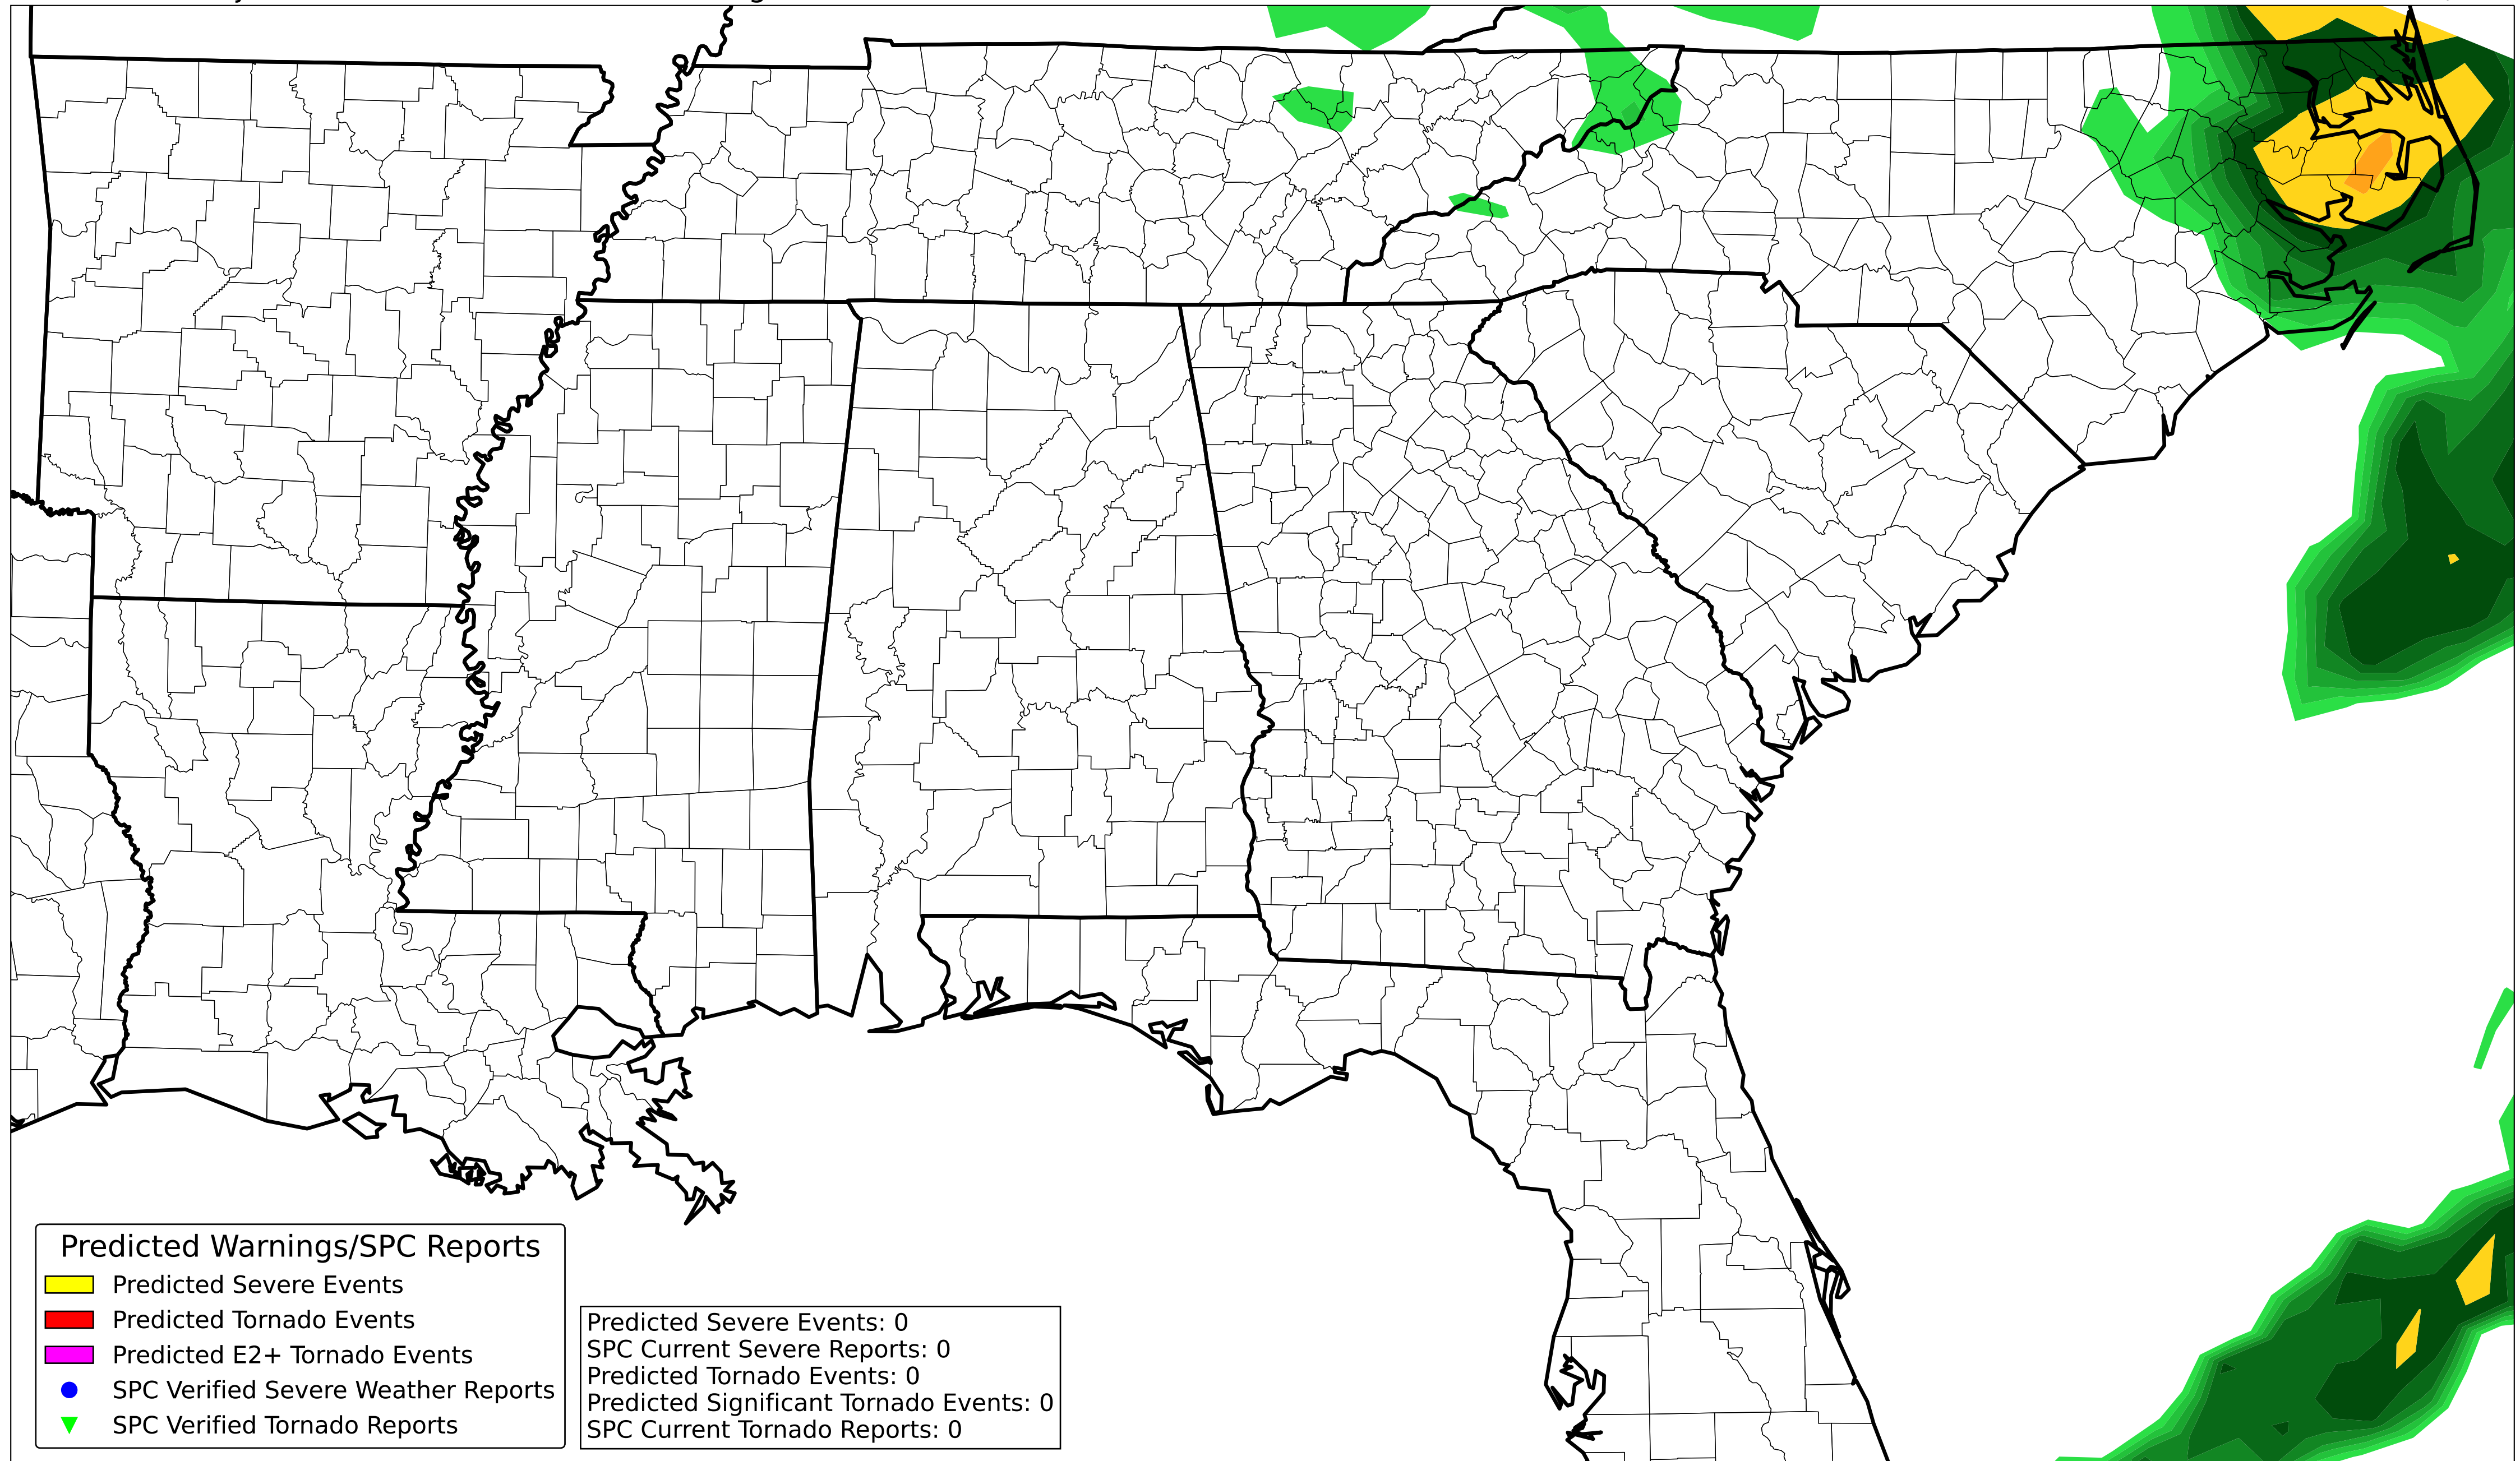 Predicted Warnings/SPC Reports
Predicted Severe Events
Predicted Tornado Events
Predicted E2+ Tornado Events
SPC Verified Severe Weather Reports
SPC Verified Tornado Reports
Predicted Severe Events: 0
SPC Current Severe Reports: 0
Predicted Tornado Events: 0
Predicted Significant Tornado Events: 0
SPC Current Tornado Reports: 0